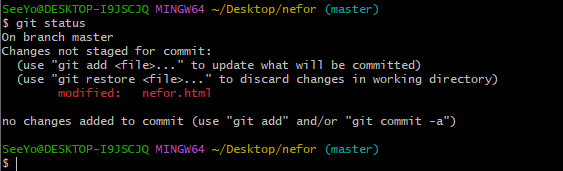 SeeYo@DESKTOP-I9JSCJQ MINGW64 ~/Desktop/nefor (master)
$ git status
On branch master
Changes not staged for commit:
  (use "git add <file>..." to update what will be committed)
  (use "git restore <file>..." to discard changes in working directory)
        modified:   nefor.html

no changes added to commit (use "git add" and/or "git commit -a")

SeeYo@DESKTOP-I9JSCJQ MINGW64 ~/Desktop/nefor (master)
$